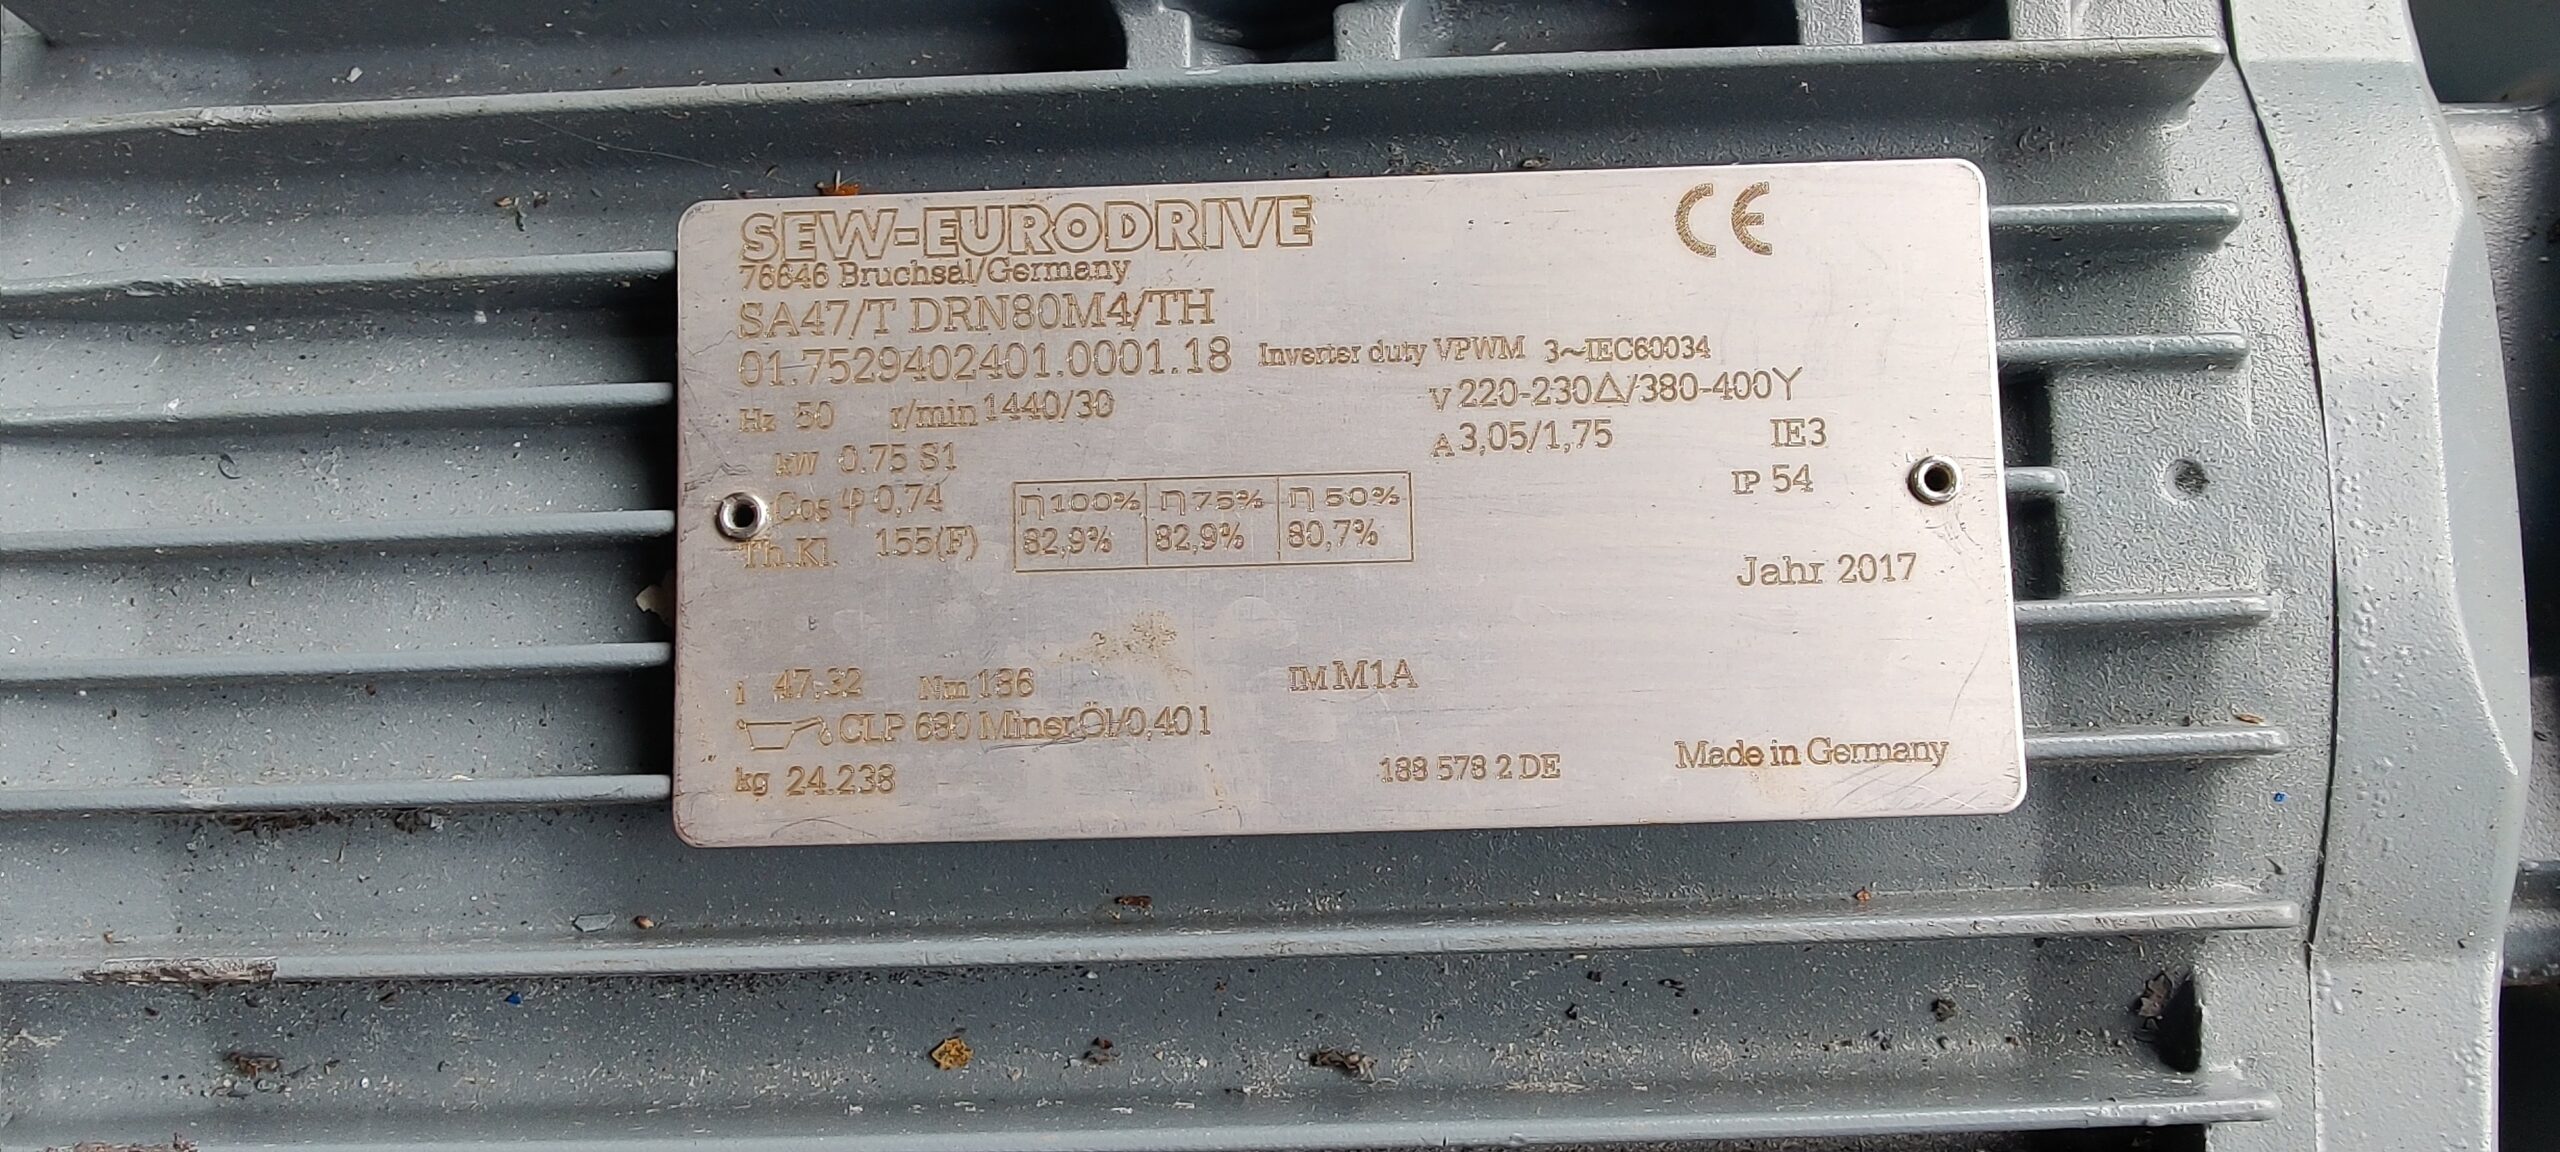 SEW-EURODRIVE CE
76646 Bruchsal/Germany
SA47/T DRN80M4/TH
01.7529402401.0001.18 Inverter duty VPWM 3~IEC60034
Hz 50 r/min 1440/30 V 220-230△/380-400Y
kW 0.75 S1 A 3,05/1,75 IE3
Cos φ 0,74 η100% η75% η50% IP 54
Th.Kl. 155(F) 82,9% 82,9% 80,7%
Jahr 2017
i 47,32 Nm 186 IM M1A
CLP 680 Miner.Öl/0,40 l
kg 24.238 188 578 2 DE Made in Germany